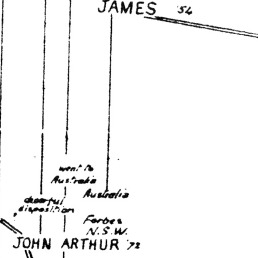 JAMES '54
went to
Australia
cheerful
disposition
Australia
Forbes
N.S.W.
JOHN ARTHUR '72